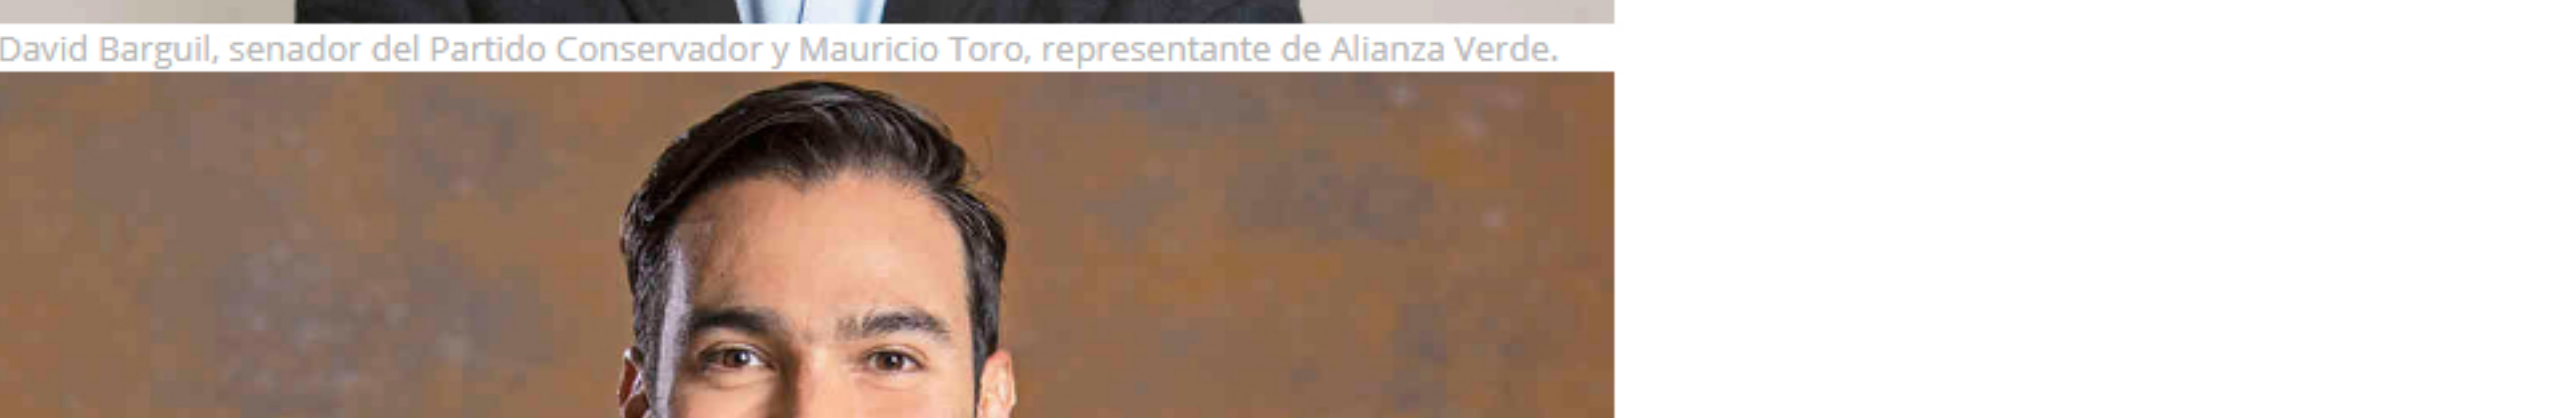 David Barguil, senador del Partido Conservador y Mauricio Toro, representante de Alianza Verde.